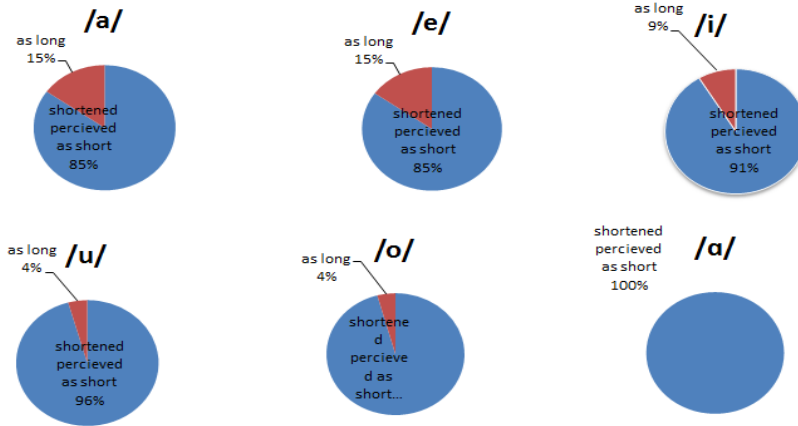 /a/
as long
15%
shortened
percieved
as short
85%
/e/
as long
15%
shortened
percieved
as short
85%
/i/
as long
9%
shortened
percieved
as short
91%
/u/
as long
4%
shortened
percieved
as short
96%
/o/
as long
4%
shortene
d
percieve
d as
short...
/ɑ/
shortened
percieved
as short
100%